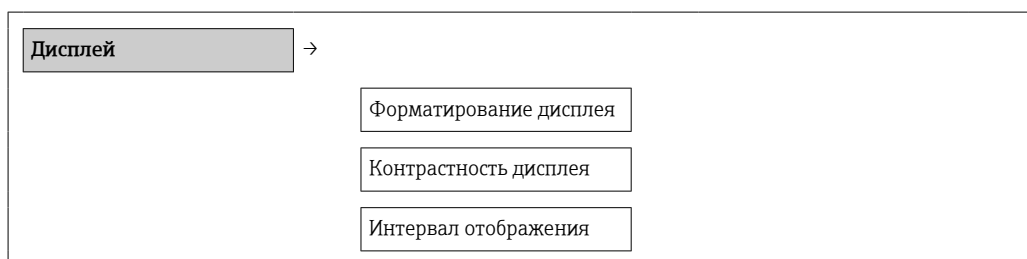 Дисплей →
Форматирование дисплея
Контрастность дисплея
Интервал отображения